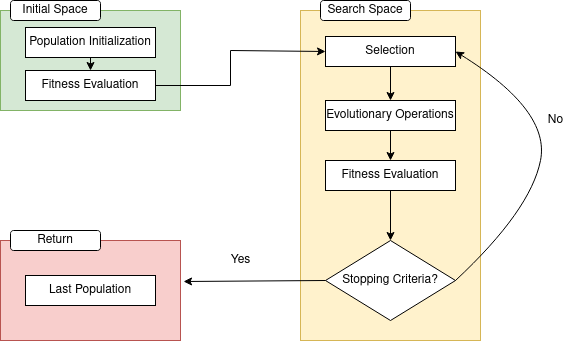 Initial Space
Population Initialization
Fitness Evaluation
Search Space
Selection
Evolutionary Operations
Fitness Evaluation
Stopping Criteria?
No
Yes
Return
Last Population